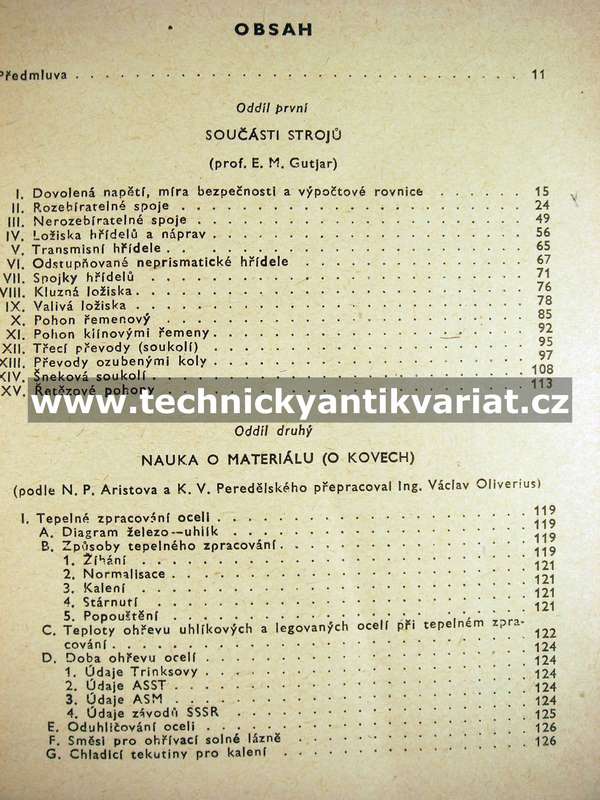 OBSAH
Předmluva . . . . . . . . . . . . . . . . . . . . 11
Oddíl první
SOUČÁSTI STROJŮ
(prof. E. M. Gutjar)
I. Dovolená napětí, míra bezpečnosti a výpočtové rovnice . . . . . . 15
II. Rozebíratelné spoje . . . . . . . . . . . . . . 24
III. Nerozebíratelné spoje . . . . . . . . . . . . . . 49
IV. Ložiska hřídelů a náprav . . . . . . . . . . . . . 56
V. Transmisní hřídele . . . . . . . . . . . . . . . 65
VI. Odstupňované neprismatické hřídele . . . . . . . . . . 67
VII. Spojky hřídelů . . . . . . . . . . . . . . . . 71
VIII. Kluzná ložiska . . . . . . . . . . . . . . . . 76
IX. Valivá ložiska . . . . . . . . . . . . . . . . 78
X. Pohon řemenový . . . . . . . . . . . . . . . 85
XI. Pohon klínovými řemeny . . . . . . . . . . . . . 92
XII. Třecí převody (soukolí) . . . . . . . . . . . . . 95
XIII. Převody ozubenými koly . . . . . . . . . . . . . 97
XIV. Šneková soukolí . . . . . . . . . . . . . . . 108
XV. Řetězové pohony . . . . . . . . . . . . . . . 113
www.technickyantikvariat.cz
Oddíl druhý
NAUKA O MATERIÁLU (O KOVECH)
(podle N. P. Aristova a K. V. Peredělského přepracoval Ing. Václav Oliverius)
I. Tepelné zpracování oceli . . . . . . . . . . . . . 119
A. Diagram železo—uhlík . . . . . . . . . . . . . 119
B. Způsoby tepelného zpracování . . . . . . . . . . . 119
1. Žíhání . . . . . . . . . . . . . . . . . 119
2. Normalisace . . . . . . . . . . . . . . . 121
3. Kalení . . . . . . . . . . . . . . . . . 121
4. Stárnutí . . . . . . . . . . . . . . . . 121
5. Popouštění . . . . . . . . . . . . . . . 121
C. Teploty ohřevu uhlíkových a legovaných ocelí při tepelném zpra-
cování . . . . . . . . . . . . . . . . . 122
D. Doba ohřevu ocelí . . . . . . . . . . . . . . 124
1. Údaje Trinksovy . . . . . . . . . . . . . . 124
2. Údaje ASST . . . . . . . . . . . . . . . 124
3. Údaje ASM . . . . . . . . . . . . . . . 124
4. Údaje závodů SSSR . . . . . . . . . . . . . 124
E. Oduhličování oceli . . . . . . . . . . . . . . 125
F. Směsi pro ohřívací solné lázně . . . . . . . . . . . 126
G. Chladicí tekutiny pro kalení . . . . . . . . . . . 126